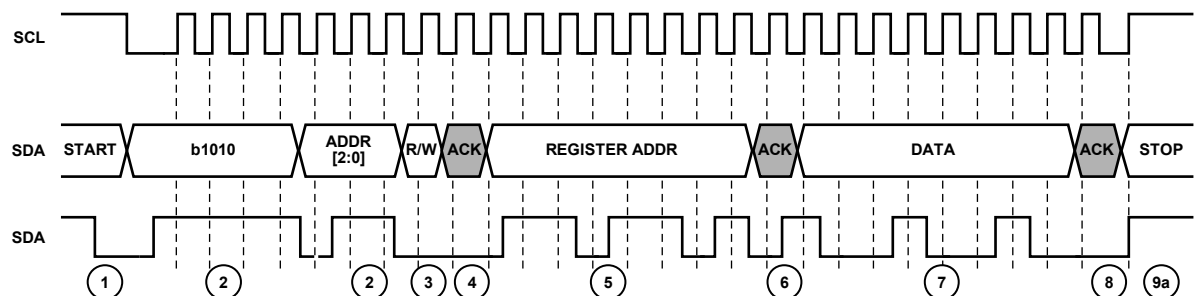 SCL
SDA START b1010 ADDR R/W ACK REGISTER ADDR ACK DATA ACK STOP
[2:0]
SDA
1 2 2 3 4 5 6 7 8 9a